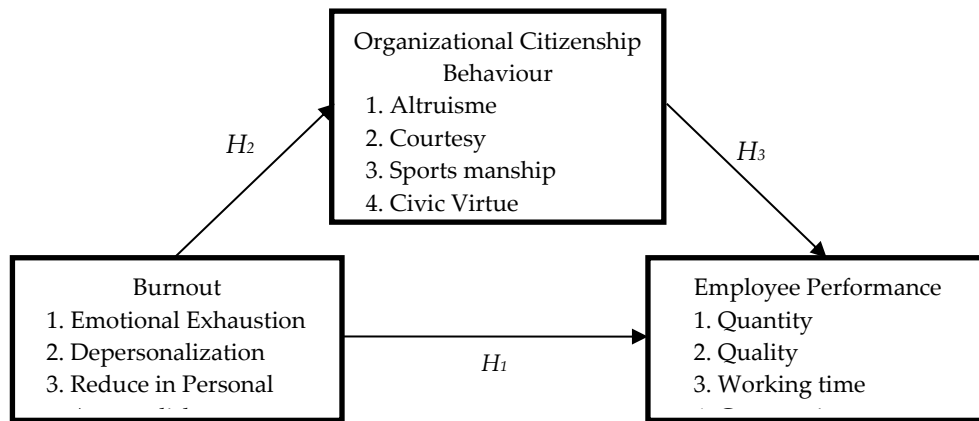 Organizational Citizenship
Behaviour
1. Altruisme
2. Courtesy
3. Sports manship
4. Civic Virtue
H2
H3
Burnout
1. Emotional Exhaustion
2. Depersonalization
3. Reduce in Personal
H1
Employee Performance
1. Quantity
2. Quality
3. Working time